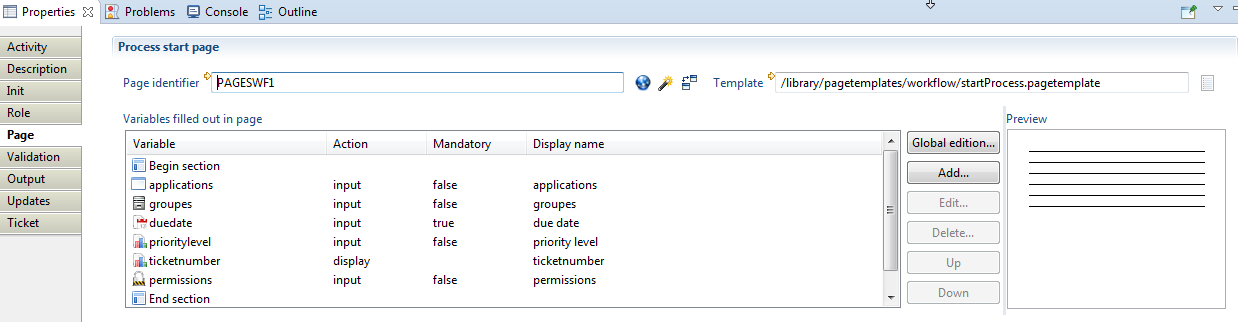 Properties Problems Console Outline
Activity
Description
Init
Role
Page
Validation
Output
Updates
Ticket
Process start page
Page identifier PAGESWF1 Template /library/pagetemplates/workflow/startProcess.pagetemplate
Variables filled out in page
Variable Action Mandatory Display name
Begin section
applications input false applications
groupes input false groupes
duedate input true due date
prioritylevel input false priority level
ticketnumber display ticketnumber
permissions input false permissions
End section
Global edition...
Add...
Edit...
Delete...
Up
Down
Preview